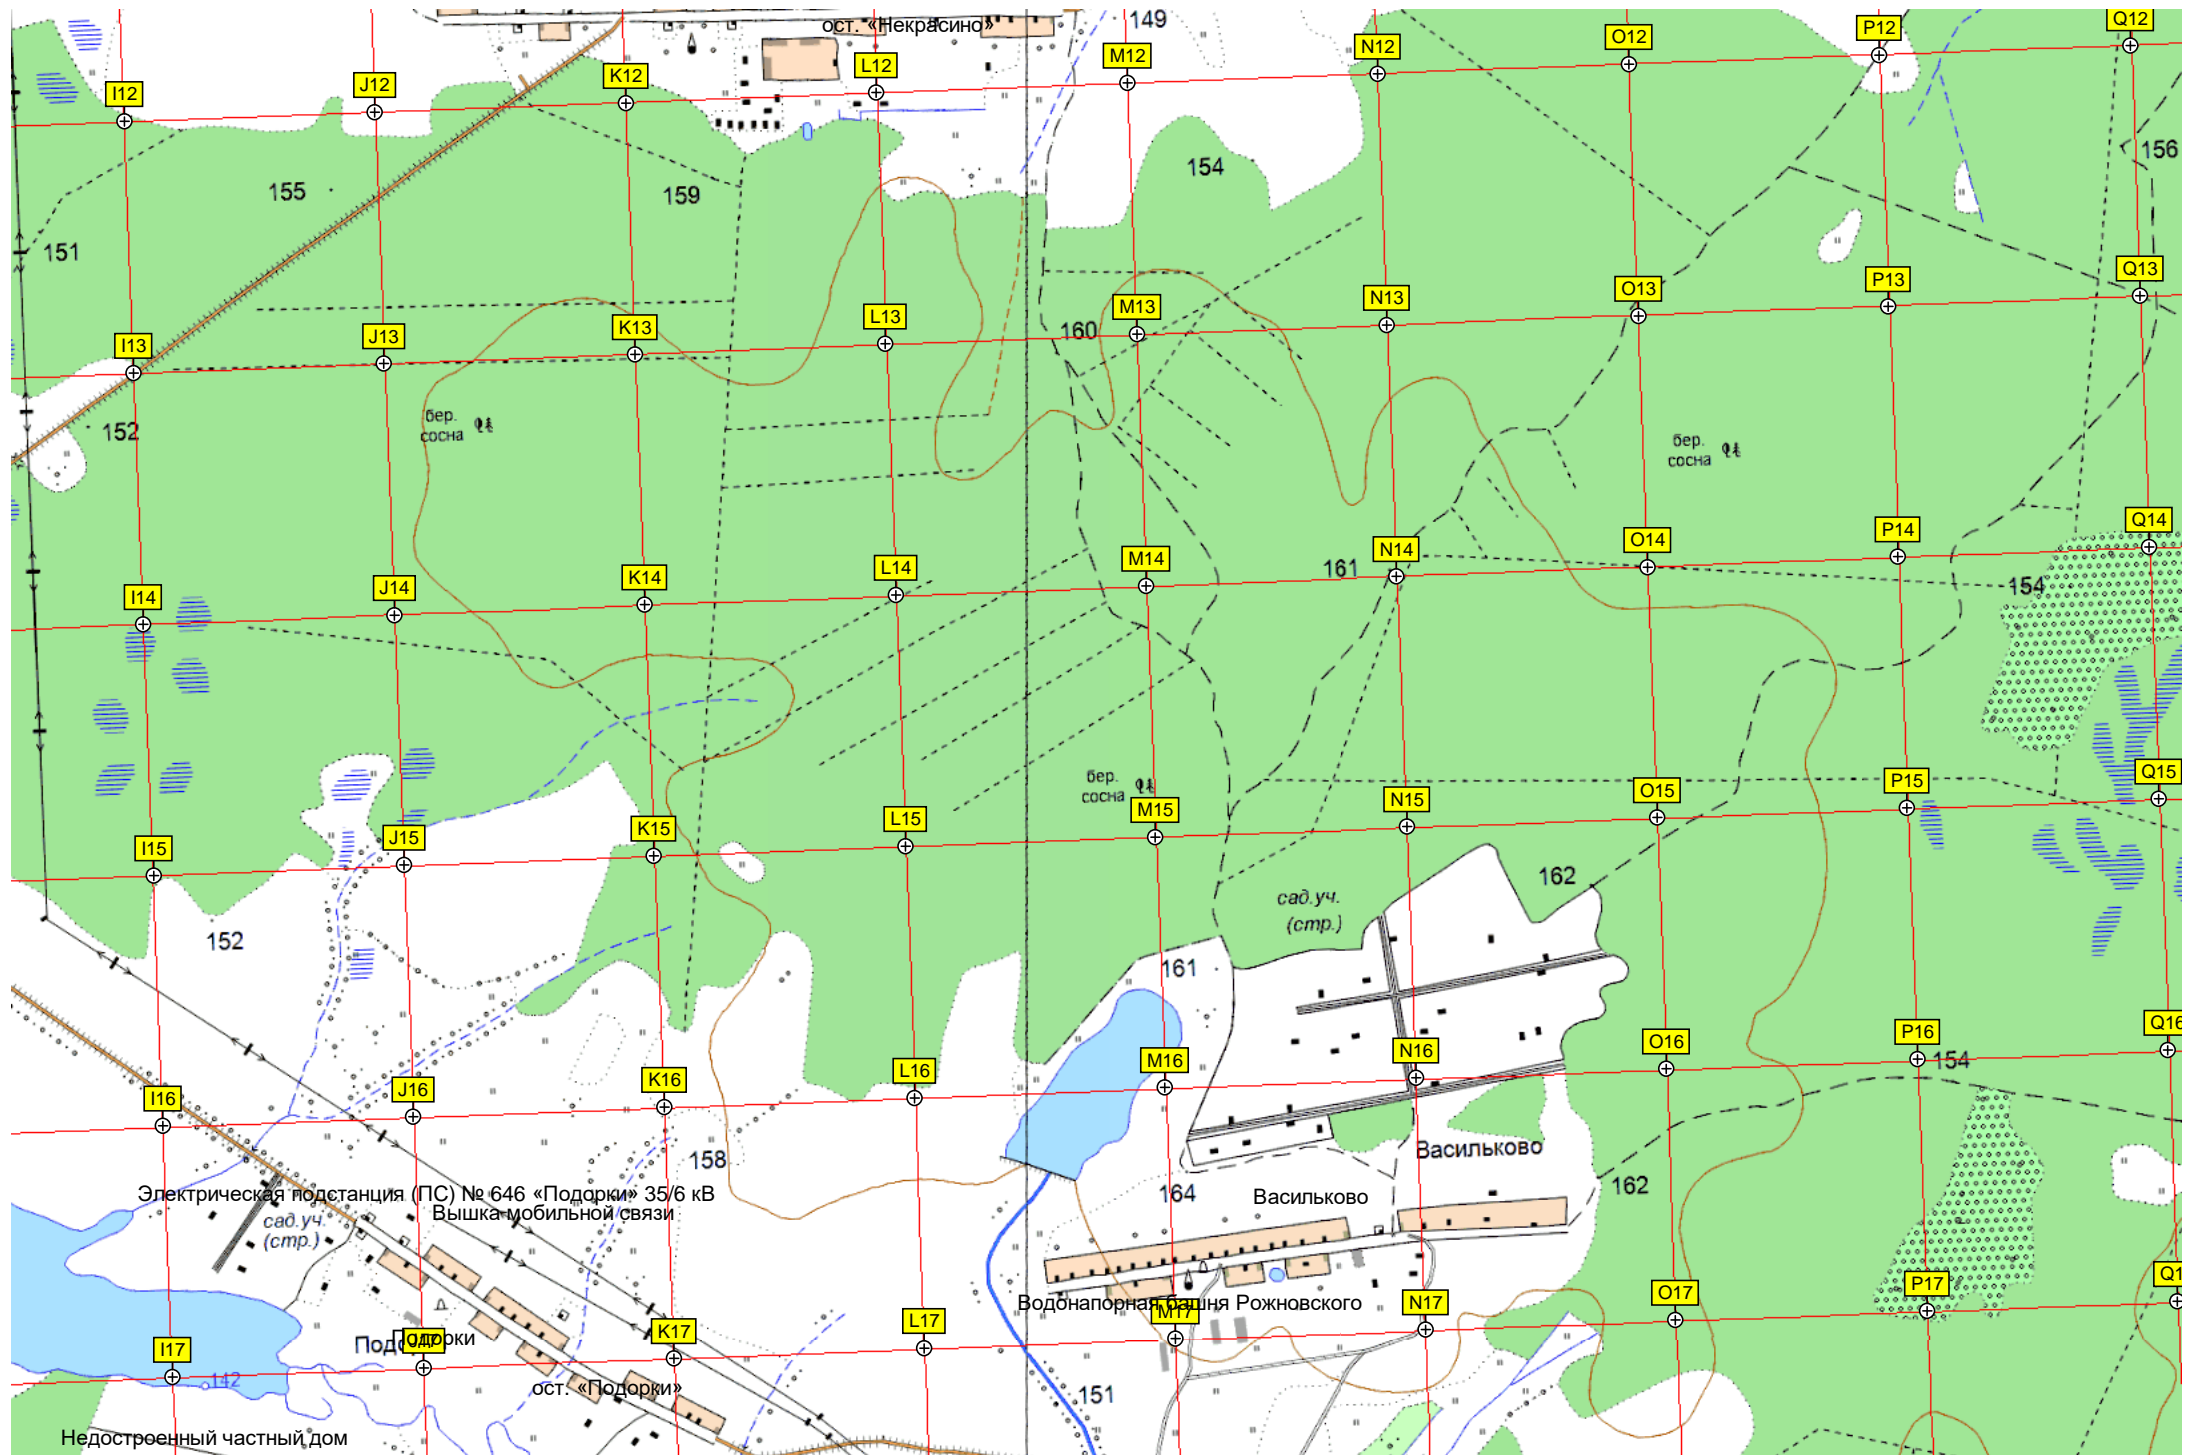 ост. «Некрасино»
149
Q12
P12
O12
N12
M12
L12
K12
J12
I12
156
154
155
159
151
Q13
P13
O13
N13
M13
L13
K13
J13
I13
160
152
бер.
сосна
бер.
сосна
Q14
P14
O14
N14
M14
L14
K14
J14
I14
161
154
бер.
сосна
Q15
P15
O15
N15
M15
L15
K15
J15
I15
162
сад.уч.
(стр.)
152
161
Q16
P16
O16
N16
M16
L16
K16
J16
I16
154
Васильково
158
162
164
Васильково
Электрическая подстанция (ПС) № 646 «Подорки» 35/6 кВ
Вышка мобильной связи
сад.уч.
(стр.)
Водонапорная башня Рожновского
P17
O17
N17
M17
L17
K17
I17
Подорки
142
ост. «Подорки»
151
Недостроенный частный дом